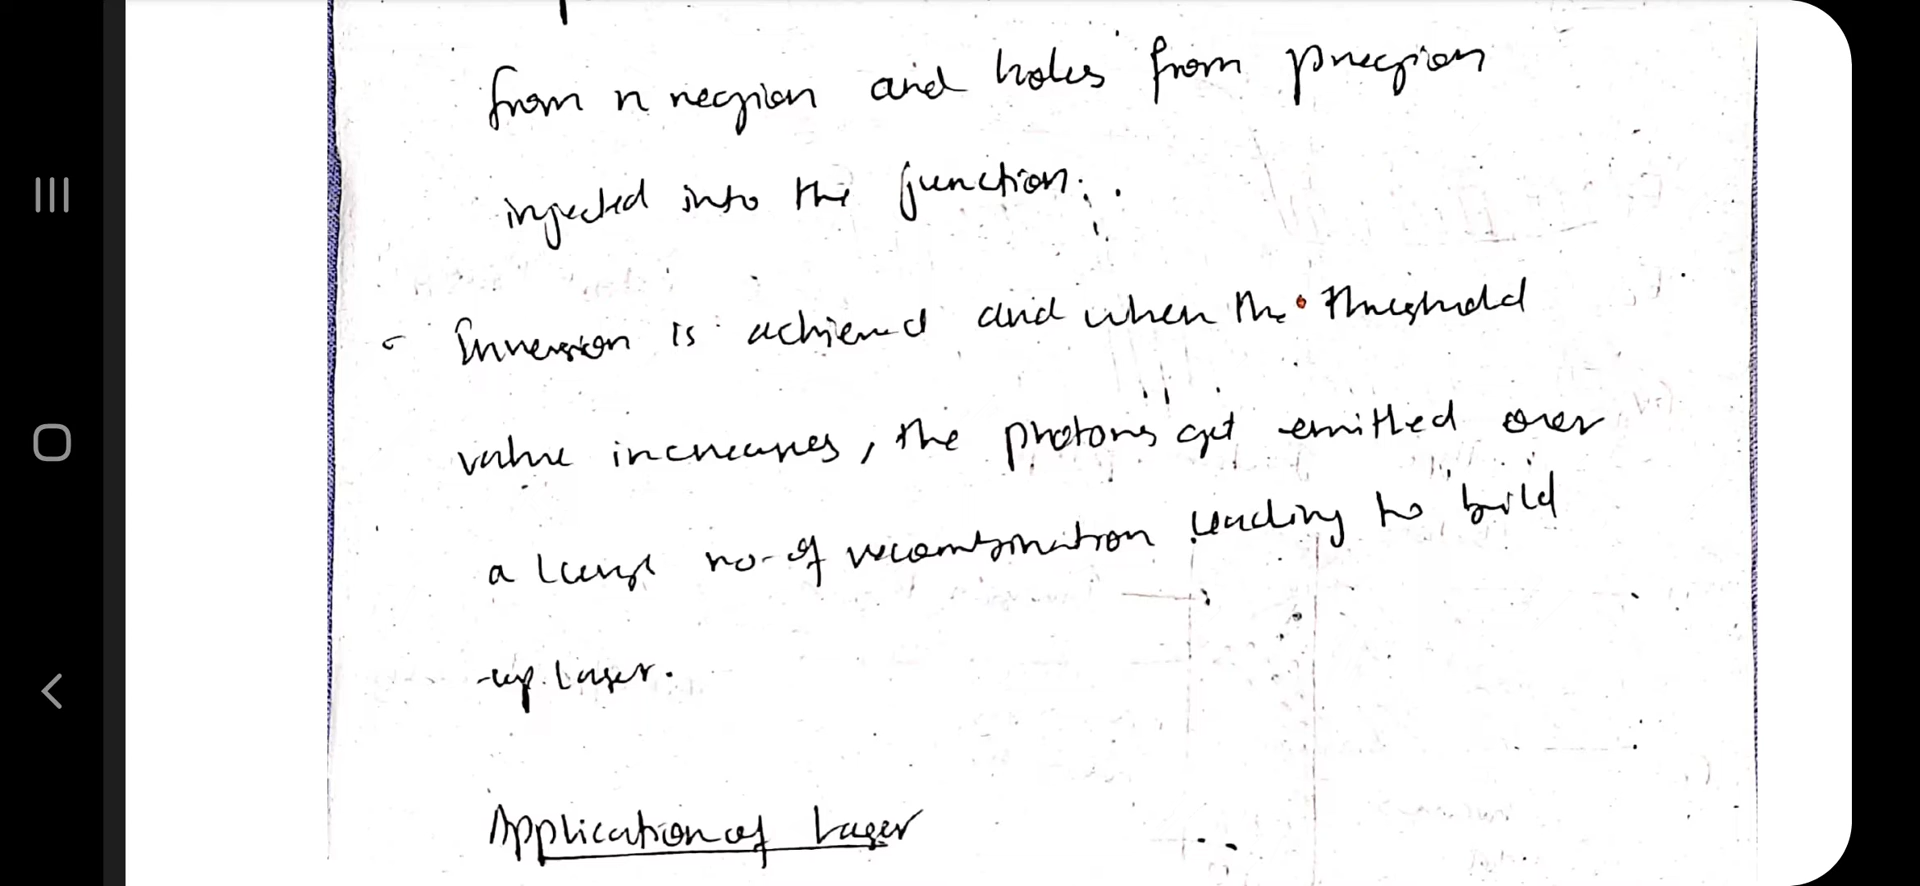 from n region and holes from p region
injected into the junction.
Inversion is achieved and when the threshold
value increases, the photons get emitted over
a large no. of recombination leading to build
-up laser.
Application of Laser